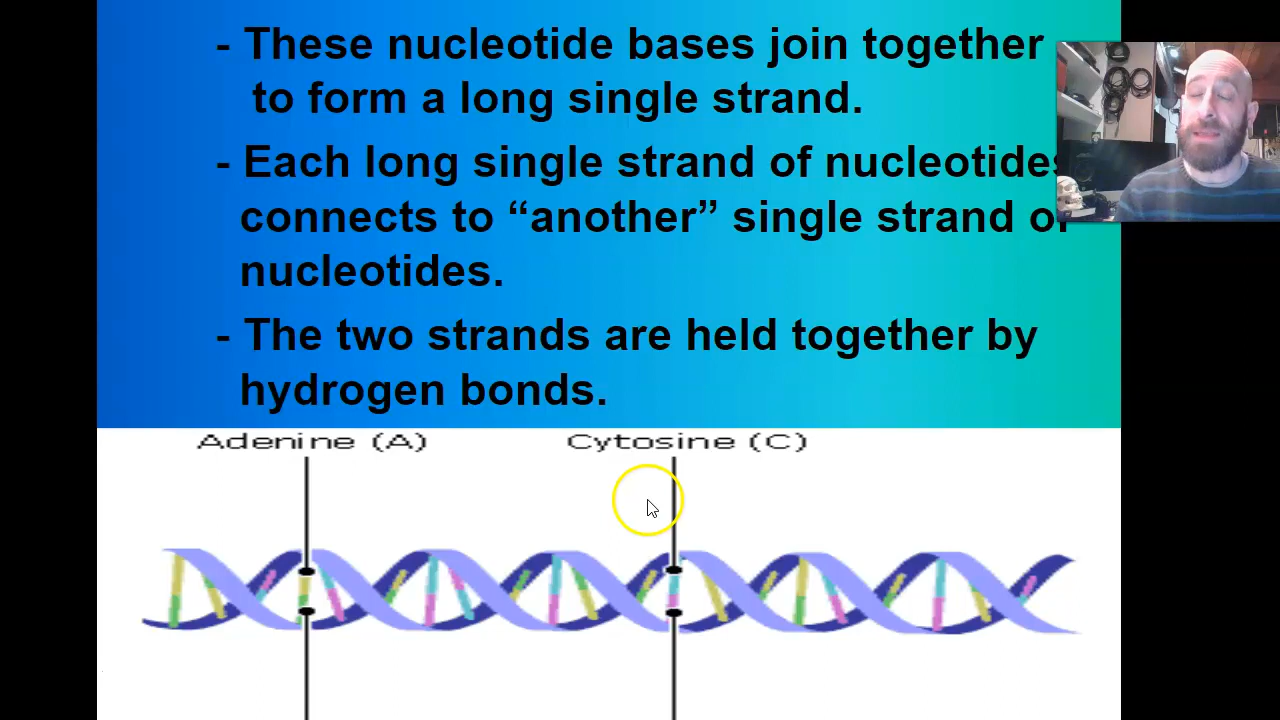 - These nucleotide bases join together
to form a long single strand.
- Each long single strand of nucleotides
connects to “another” single strand of
nucleotides.
- The two strands are held together by
hydrogen bonds.
Adenine (A) Cytosine (C)